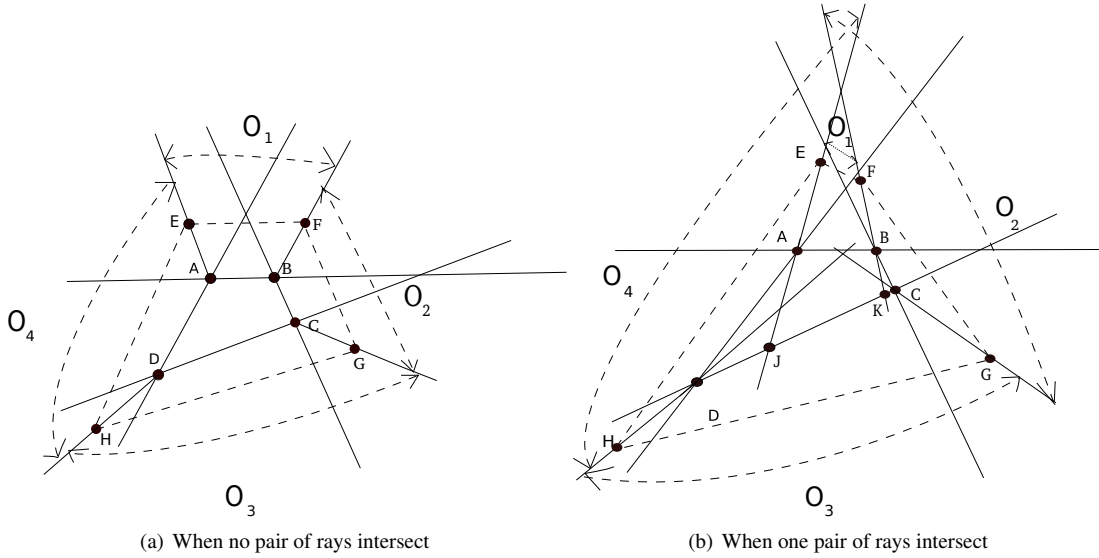 O1
E
F
A
B
O2
C
O4
D
G
H
O3
(a) When no pair of rays intersect
O1
E
F
O2
A
B
O4
K
C
J
G
D
H
O3
(b) When one pair of rays intersect